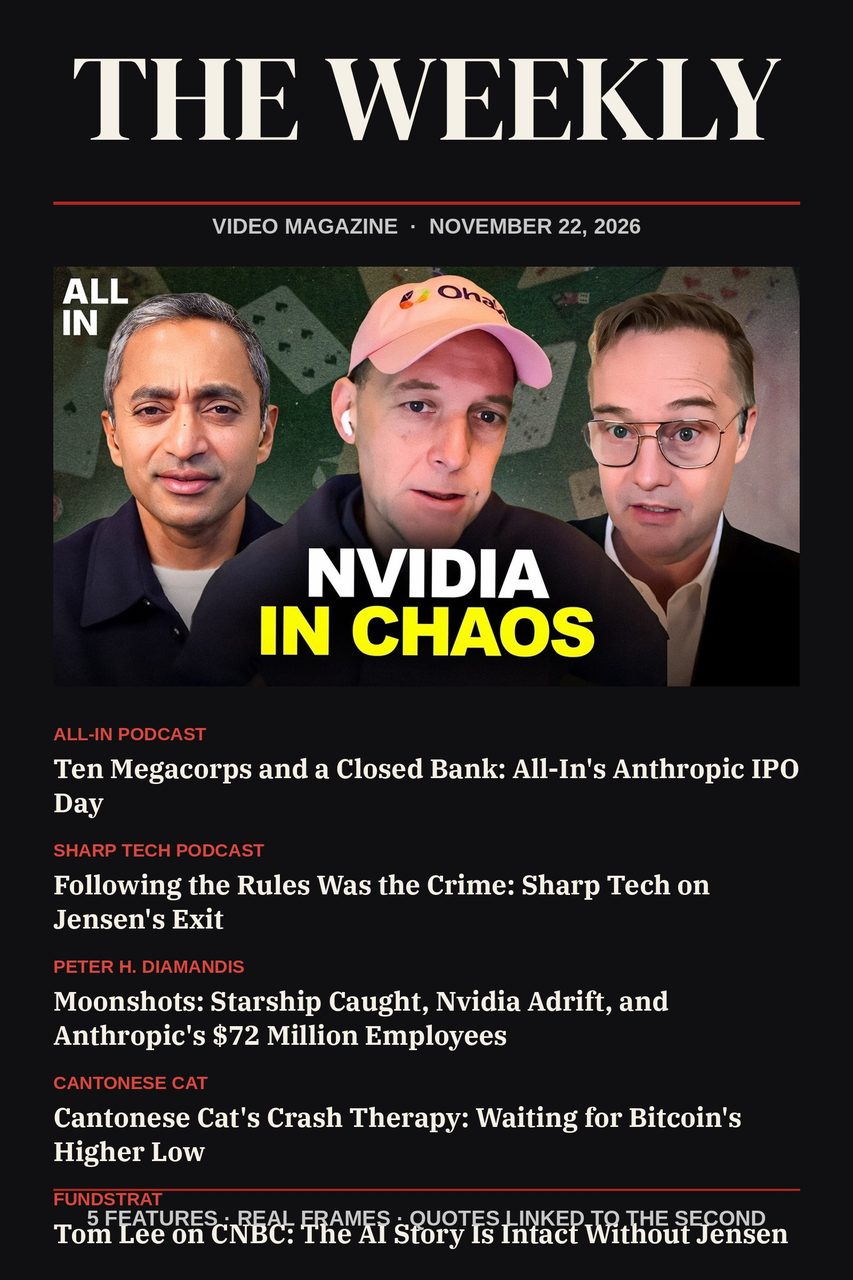 THE WEEKLY
VIDEO MAGAZINE · NOVEMBER 22, 2026
ALL
IN
NVIDIA
IN CHAOS
ALL-IN PODCAST
Ten Megacorps and a Closed Bank: All-In's Anthropic IPO
Day
SHARP TECH PODCAST
Following the Rules Was the Crime: Sharp Tech on
Jensen's Exit
PETER H. DIAMANDIS
Moonshots: Starship Caught, Nvidia Adrift, and
Anthropic's $72 Million Employees
CANTONESE CAT
Cantonese Cat's Crash Therapy: Waiting for Bitcoin's
Higher Low
FUNDSTRAT
5 FEATURES · REAL FRAMES · QUOTES LINKED TO THE SECOND
Tom Lee on CNBC: The AI Story Is Intact Without Jensen